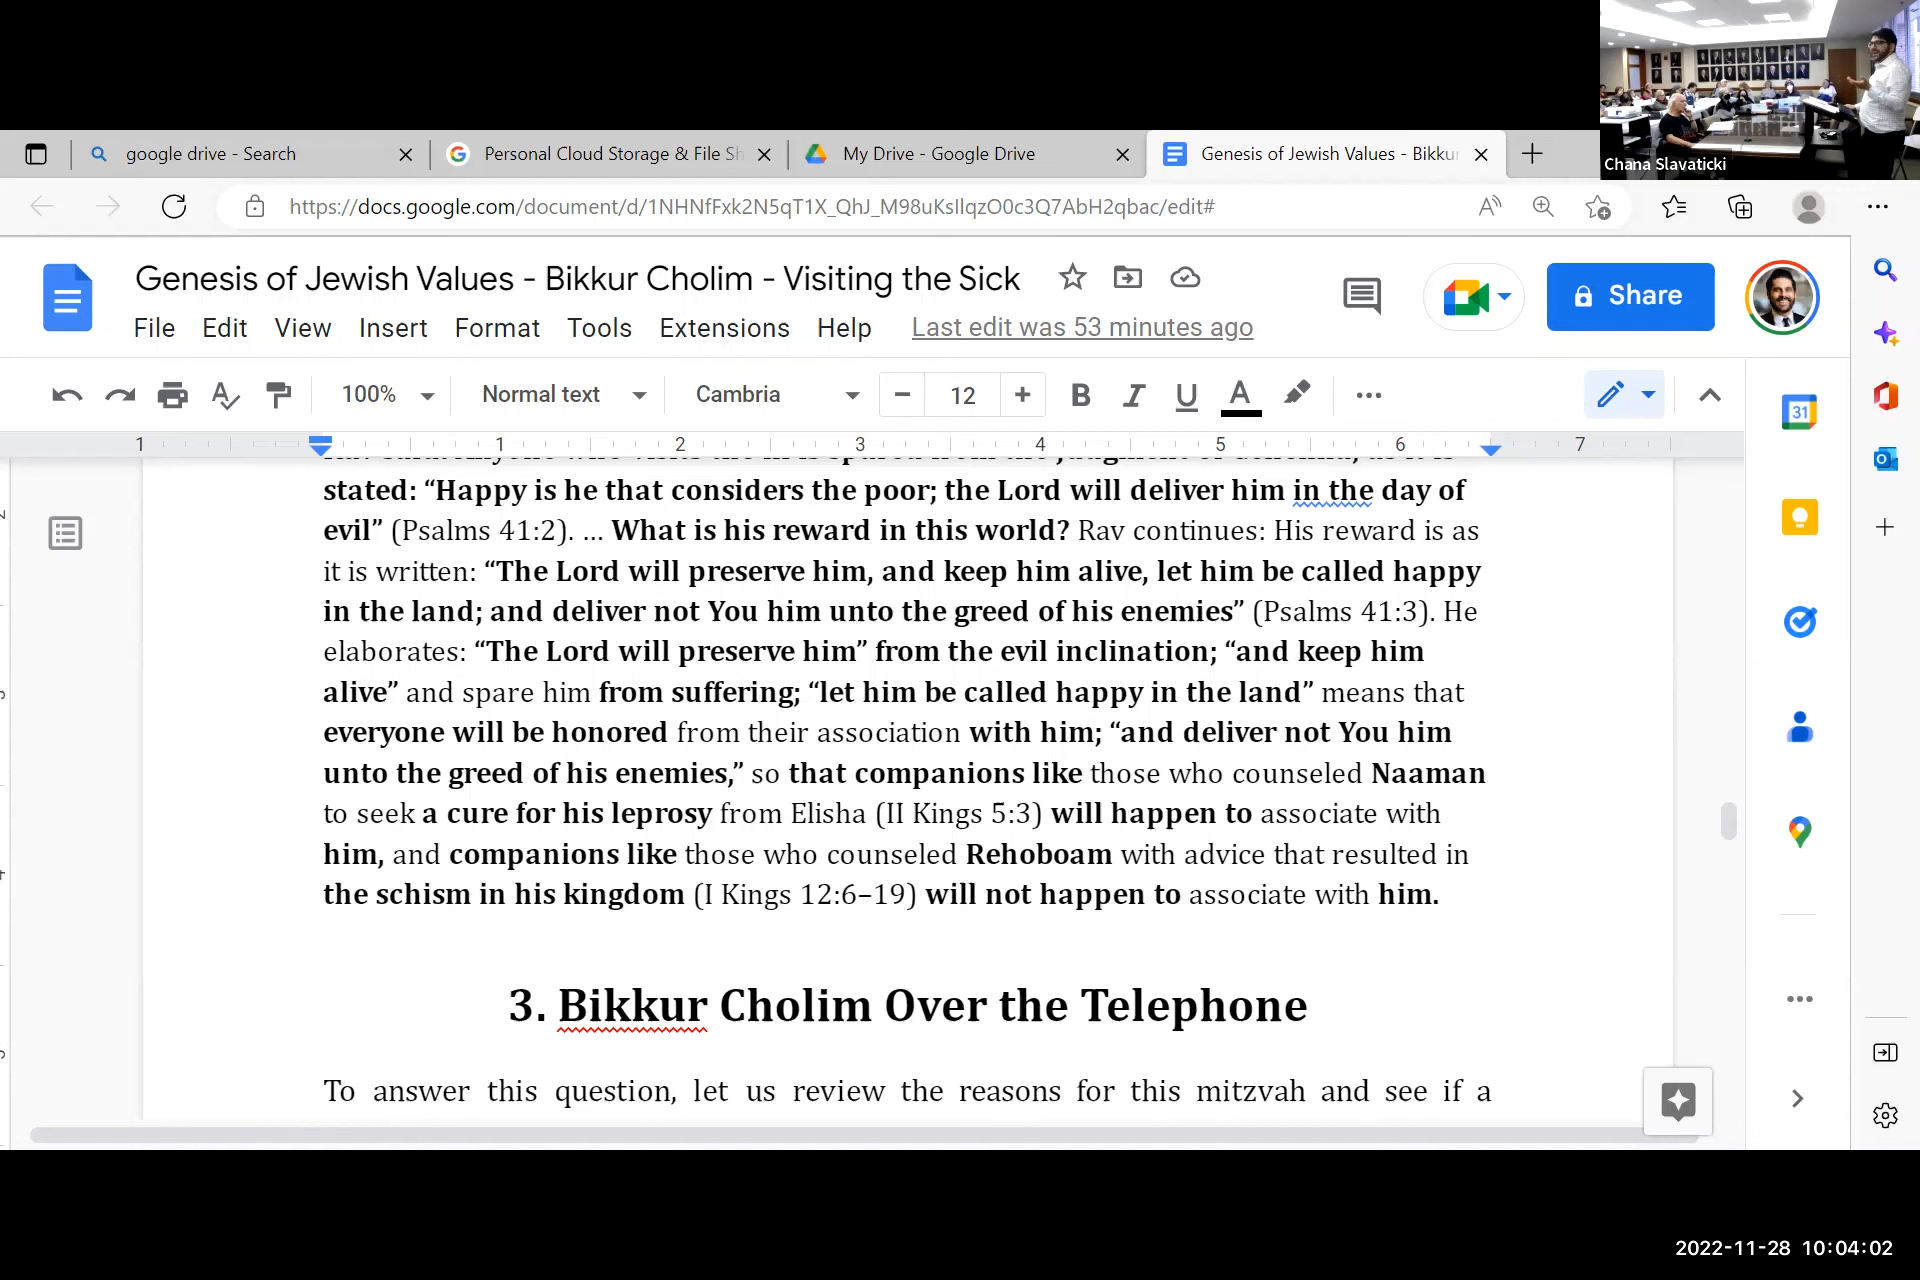 Chana Slavaticki
google drive - Search
Personal Cloud Storage & File Sh
My Drive - Google Drive
Genesis of Jewish Values - Bikku
https://docs.google.com/document/d/1NHNfFxk2N5qT1X_QhJ_M98uKsIlqzO0c3Q7AbH2qbac/edit#
Genesis of Jewish Values - Bikkur Cholim - Visiting the Sick
Share
File Edit View Insert Format Tools Extensions Help Last edit was 53 minutes ago
100% Normal text Cambria 12 B I U A
31
1 1 2 3 4 5 6 7
stated: “Happy is he that considers the poor; the Lord will deliver him in the day of
evil” (Psalms 41:2). ... What is his reward in this world? Rav continues: His reward is as
it is written: “The Lord will preserve him, and keep him alive, let him be called happy
in the land; and deliver not You him unto the greed of his enemies” (Psalms 41:3). He
elaborates: “The Lord will preserve him” from the evil inclination; “and keep him
alive” and spare him from suffering; “let him be called happy in the land” means that
everyone will be honored from their association with him; “and deliver not You him
unto the greed of his enemies,” so that companions like those who counseled Naaman
to seek a cure for his leprosy from Elisha (II Kings 5:3) will happen to associate with
him, and companions like those who counseled Rehoboam with advice that resulted in
the schism in his kingdom (I Kings 12:6–19) will not happen to associate with him.
3. Bikkur Cholim Over the Telephone
To answer this question, let us review the reasons for this mitzvah and see if a
2022-11-28 10:04:02